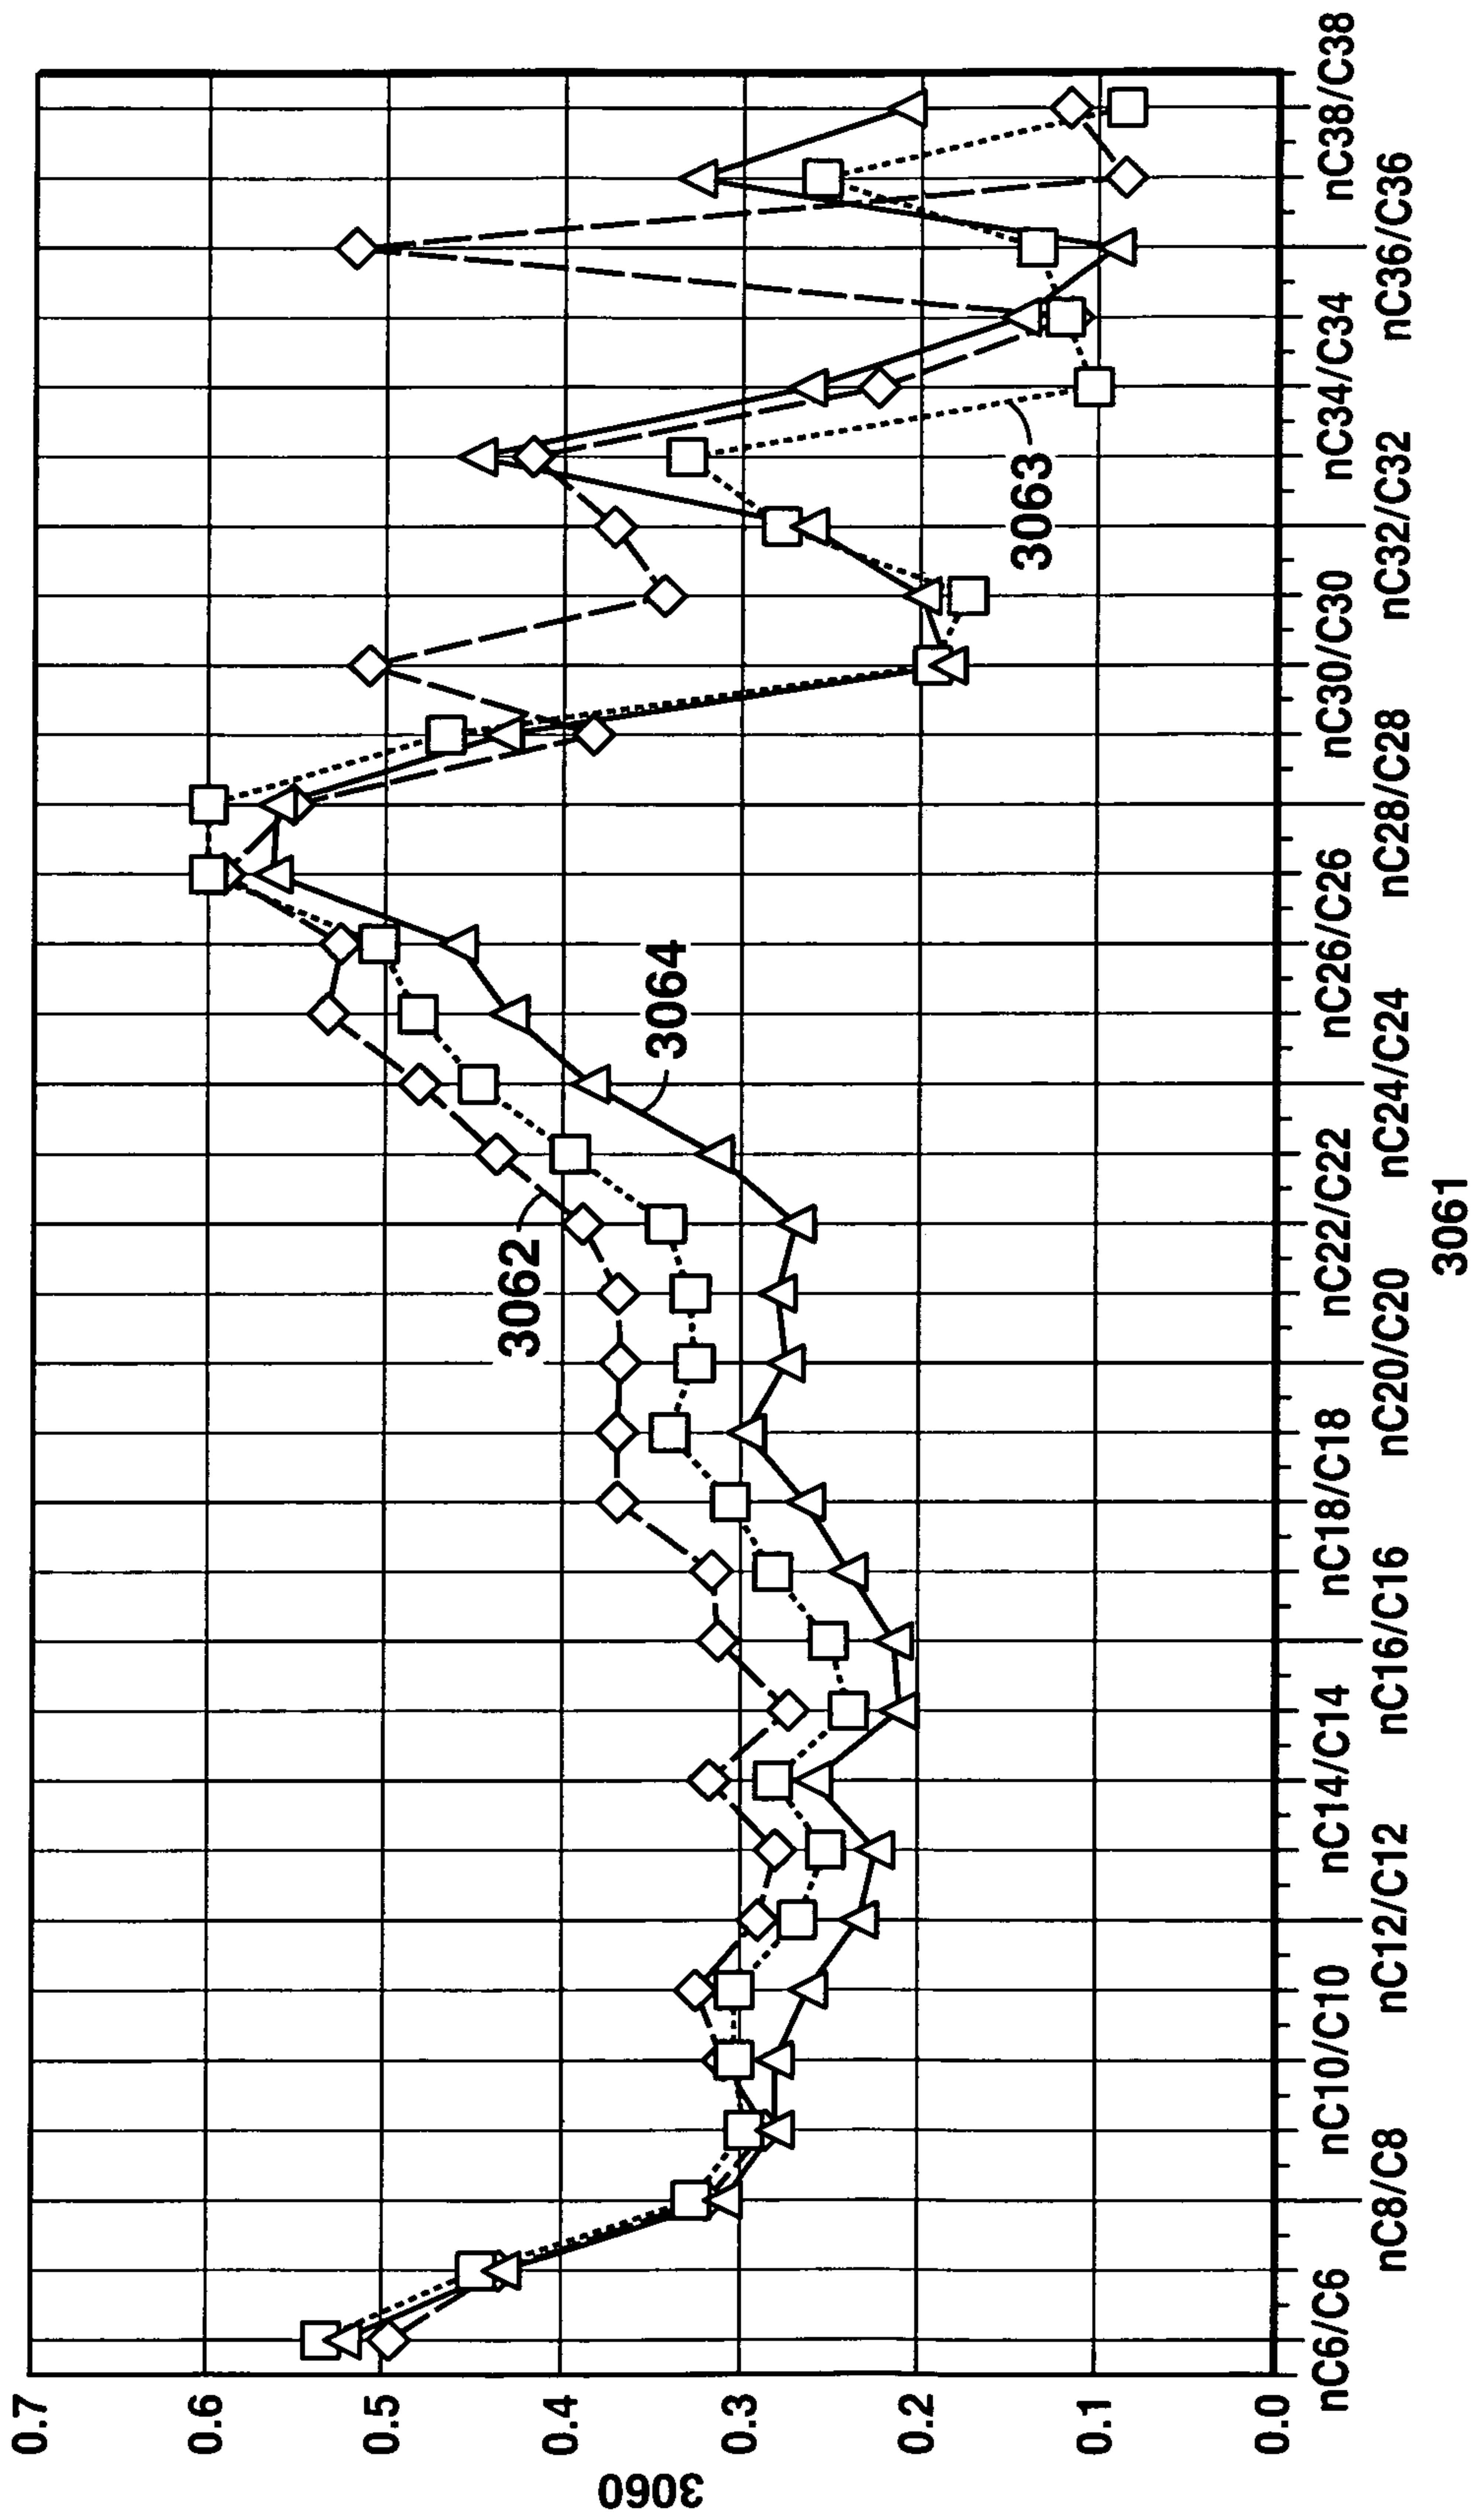 3060
0.7
0.6
0.5
0.4
0.3
0.2
0.1
0.0
3062
3064
3063
nC6/C6
nC8/C8
nC10/C10
nC12/C12
nC14/C14
nC16/C16
nC18/C18
nC20/C20
nC22/C22
nC24/C24
nC26/C26
nC28/C28
nC30/C30
nC32/C32
nC34/C34
nC36/C36
nC38/C38
3061